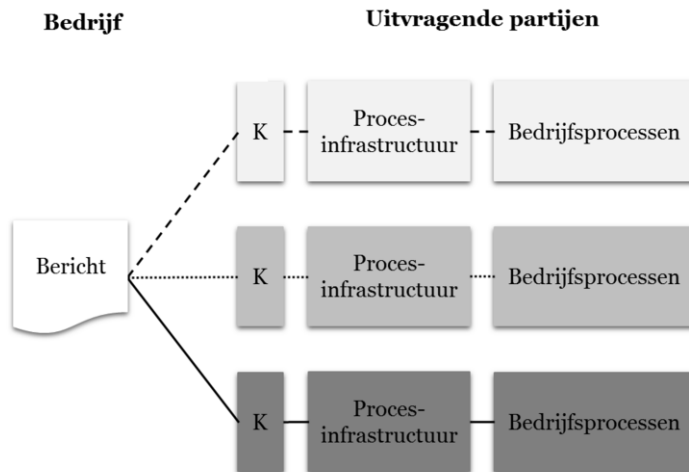 Bedrijf
Uitvragende partijen
K
Proces-
infrastructuur
Bedrijfsprocessen
Bericht
K
Proces-
infrastructuur
Bedrijfsprocessen
K
Proces-
infrastructuur
Bedrijfsprocessen